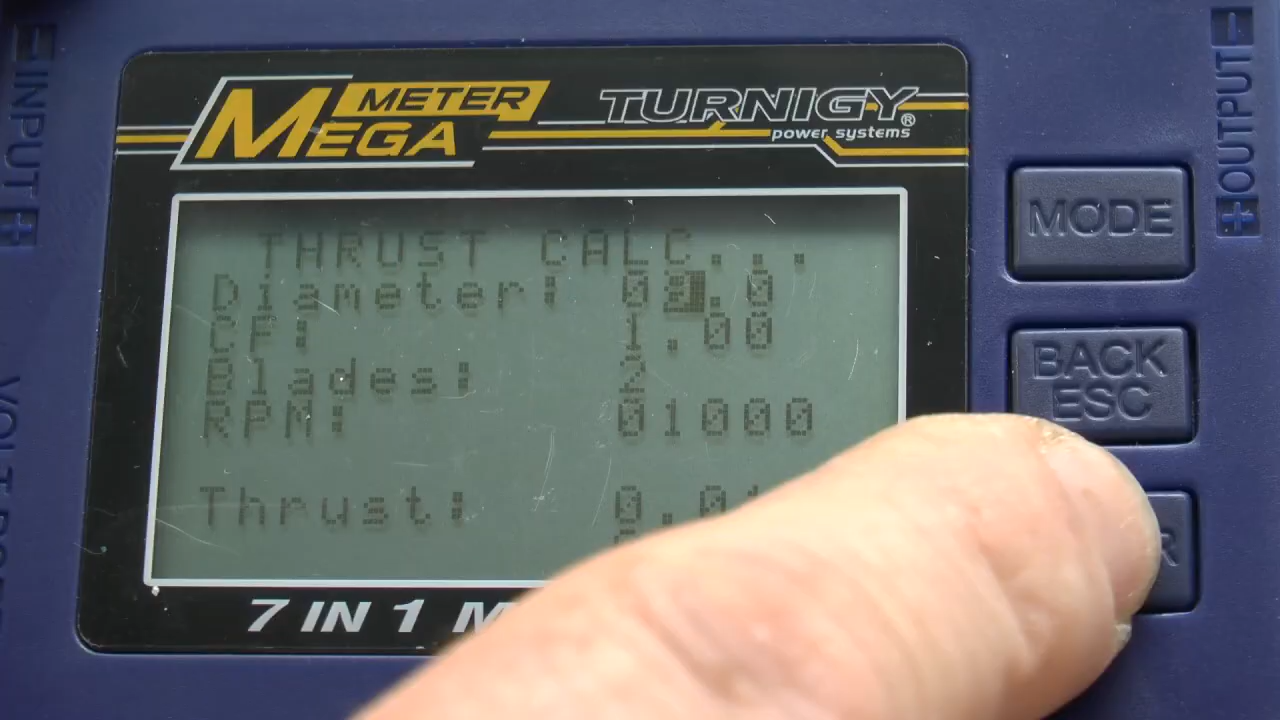 METER
MEGA
TURNIGY®
power systems
THRUST CALC...
Diameter:
CF: 1.00
Blades: 2
RPM: 01000
Thrust:
7 IN 1
MODE
BACK
ESC
- INPUT +
- OUTPUT +